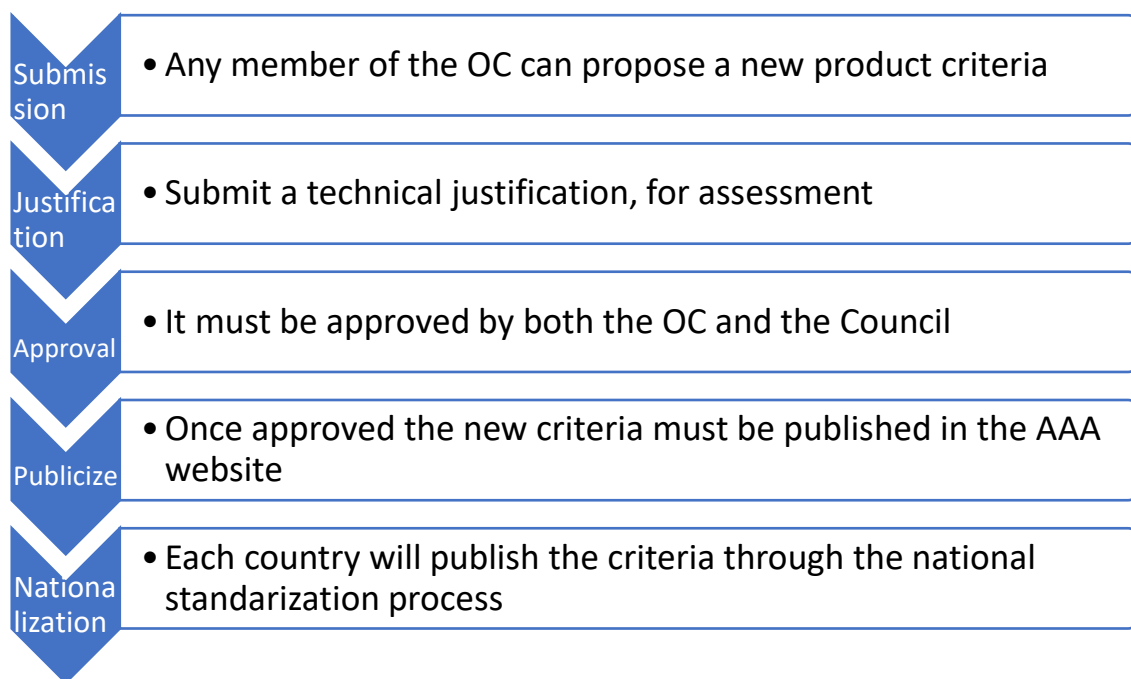 Submis
sion
• Any member of the OC can propose a new product criteria
Justifica
tion
• Submit a technical justification, for assessment
Approval
• It must be approved by both the OC and the Council
Publicize
• Once approved the new criteria must be published in the AAA
website
Nationa
lization
• Each country will publish the criteria through the national
standarization process